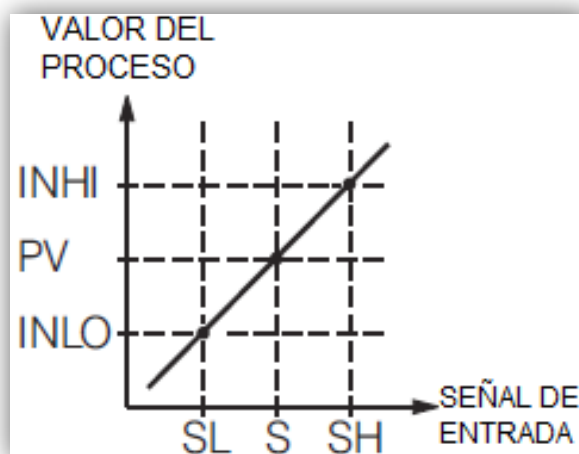 VALOR DEL
PROCESO
INHI
PV
INLO
SL S SH
SEÑAL DE
ENTRADA